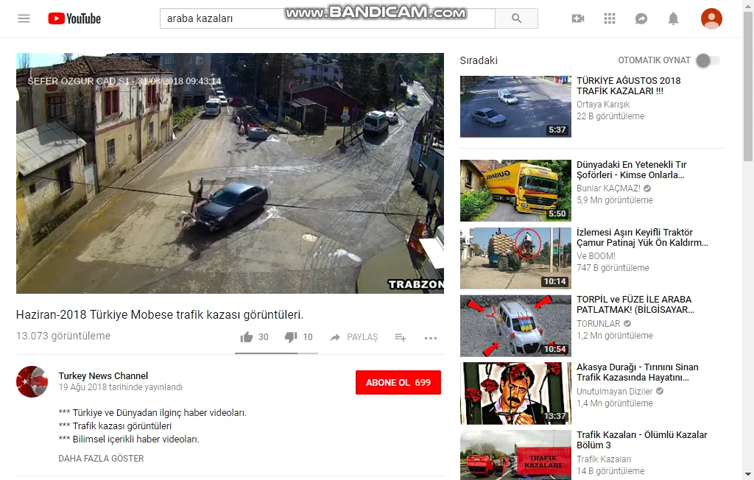 www.BANDICAM.com
YouTube
araba kazaları
SEFER OZGUR CAD.S1 - 31/08/2018 09:43:14
TRABZON
Haziran-2018 Türkiye Mobese trafik kazası görüntüleri.
13.073 görüntüleme
30
10
PAYLAŞ
Turkey News Channel
19 Ağu 2018 tarihinde yayınlandı
ABONE OL 699
*** Türkiye ve Dünyadan ilginç haber videoları.
*** Trafik kazası görüntüleri
*** Bilimsel içerikli haber videoları.
DAHA FAZLA GÖSTER
Sıradaki
OTOMATIK OYNAT
TÜRKİYE AĞUSTOS 2018
TRAFİK KAZALARI !!!
Ortaya Karışık
22 B görüntüleme
5:37
Dünyadaki En Yetenekli Tır
Şoförleri - Kimse Onlarla...
Bunlar KAÇMAZ!
5,9 Mn görüntüleme
5:50
İzlemesi Aşırı Keyifli Traktör
Çamur Patinaj Yük Ön Kaldırm...
Ve BOOM!
747 B görüntüleme
10:14
TORPİL ve FÜZE İLE ARABA
PATLATMAK! (BİLGİSAYAR...
TORUNLAR
1,2 Mn görüntüleme
10:54
Akasya Durağı - Tırınını Sinan
Trafik Kazasında Hayatını...
Unutulmayan Diziler
1,4 Mn görüntüleme
13:37
Trafik Kazaları - Ölümlü Kazalar
Bölüm 3
Trafik Kazaları
14 B görüntüleme
TRAFİK
KAZALARI